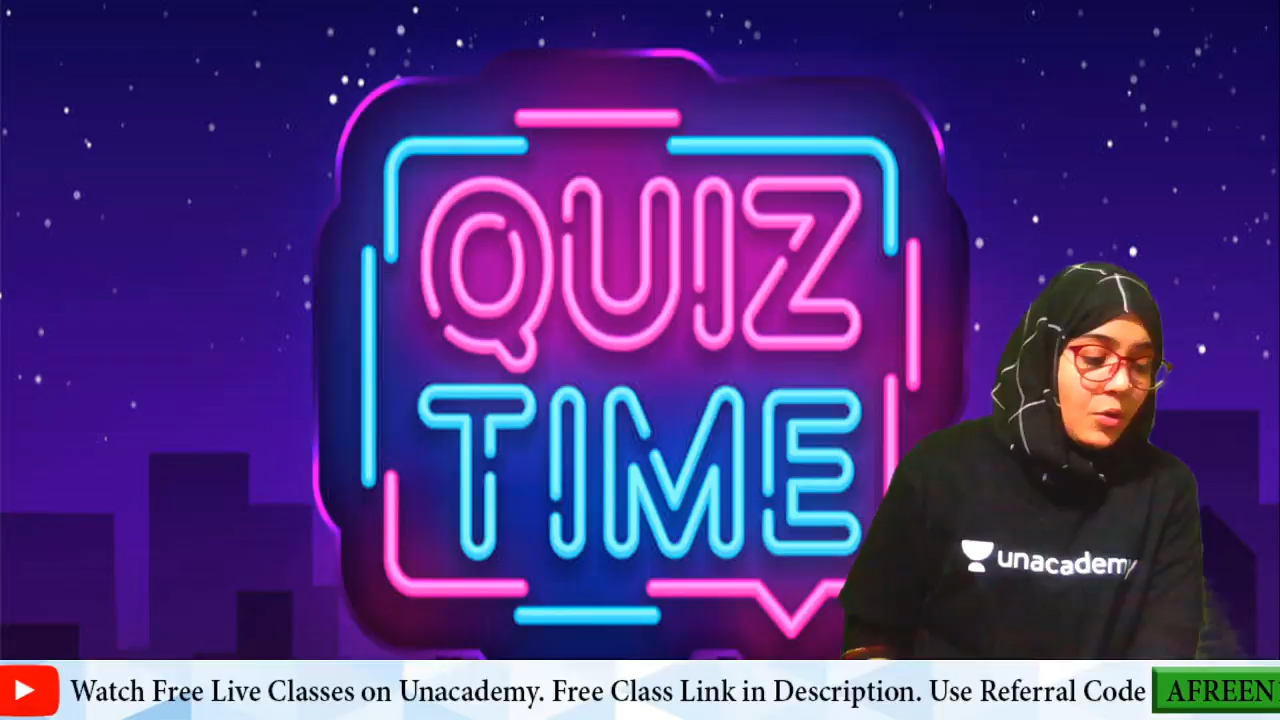 QUIZ
TIME
unacademy
Watch Free Live Classes on Unacademy. Free Class Link in Description. Use Referral Code AFREEN